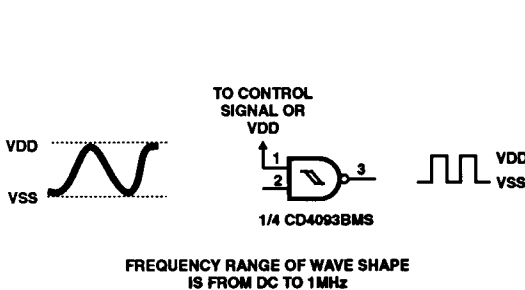 TO CONTROL
SIGNAL OR
VDD
VDD
VSS
1
2
3
VDD
VSS
1/4 CD4093BMS
FREQUENCY RANGE OF WAVE SHAPE
IS FROM DC TO 1MHz